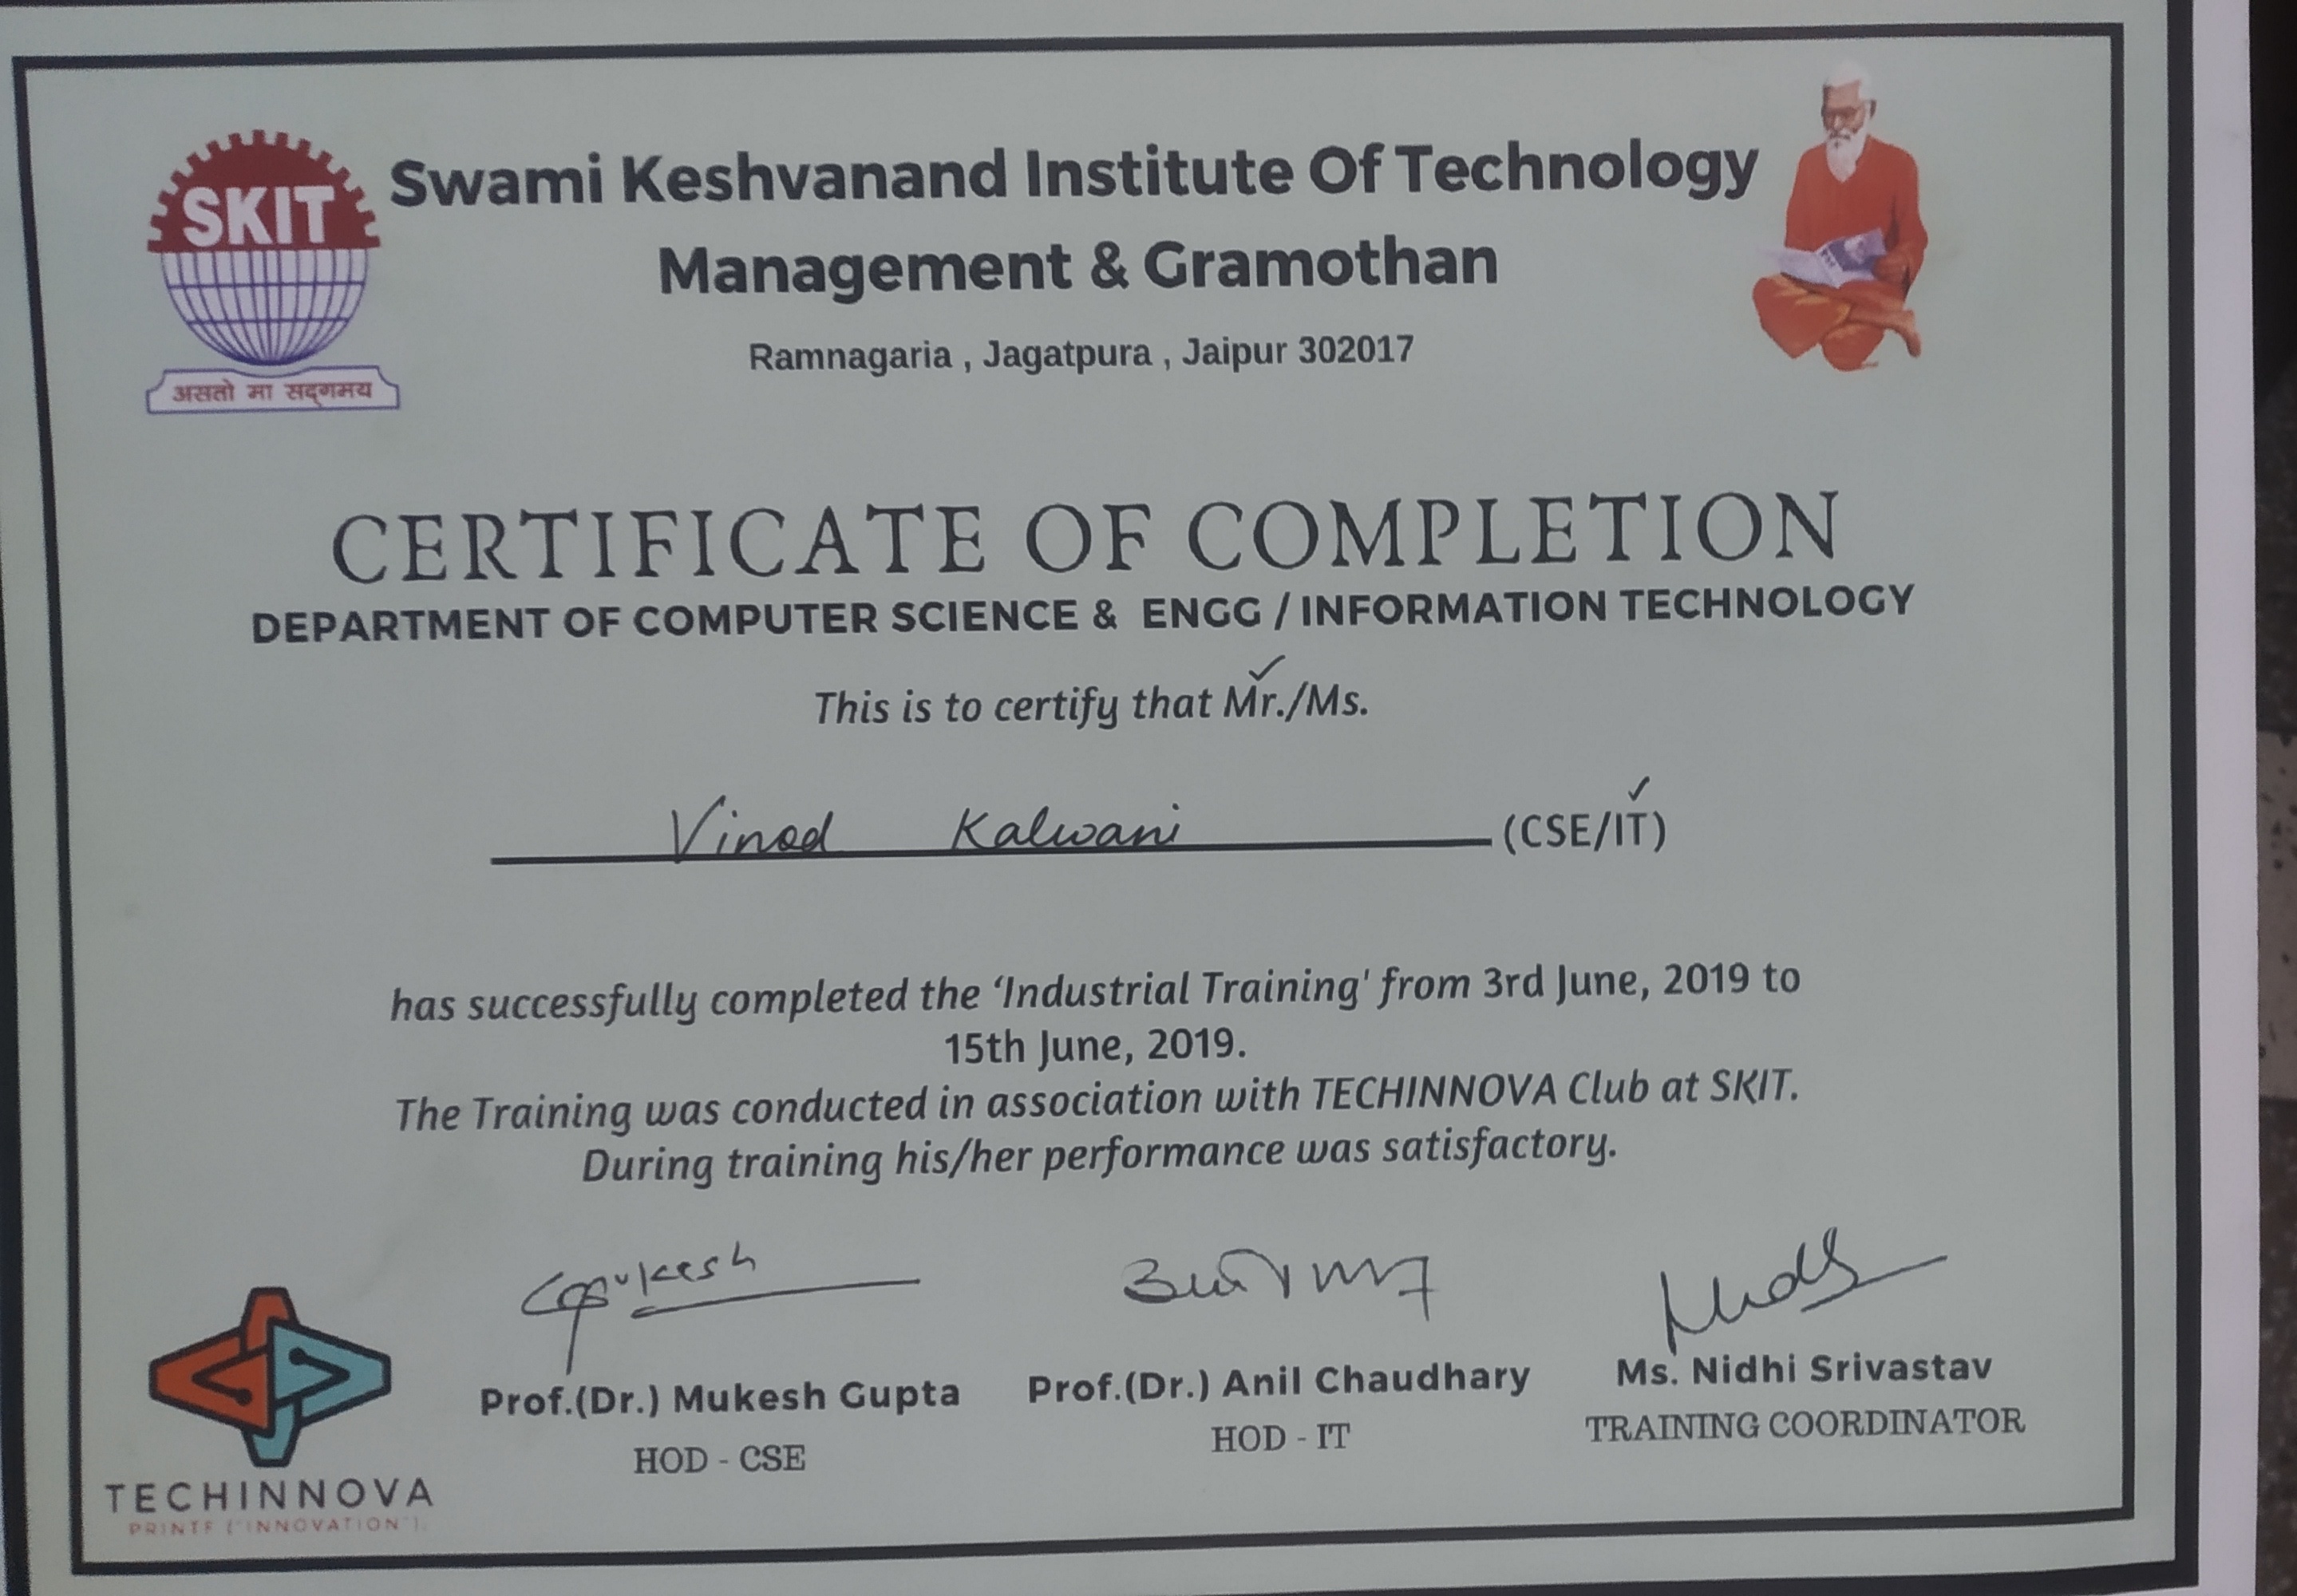 SKIT
असतो मा सद्गमय
Swami Keshvanand Institute Of Technology
Management & Gramothan
Ramnagaria , Jagatpura , Jaipur 302017
CERTIFICATE OF COMPLETION
DEPARTMENT OF COMPUTER SCIENCE & ENGG / INFORMATION TECHNOLOGY
This is to certify that Mr./Ms.
Vinod Kalwani (CSE/IT)
has successfully completed the ‘Industrial Training' from 3rd June, 2019 to
15th June, 2019.
The Training was conducted in association with TECHINNOVA Club at SKIT.
During training his/her performance was satisfactory.
Prof.(Dr.) Mukesh Gupta
HOD - CSE
Prof.(Dr.) Anil Chaudhary
HOD - IT
Ms. Nidhi Srivastav
TRAINING COORDINATOR
TECHINNOVA
PRINTF ("INNOVATION");